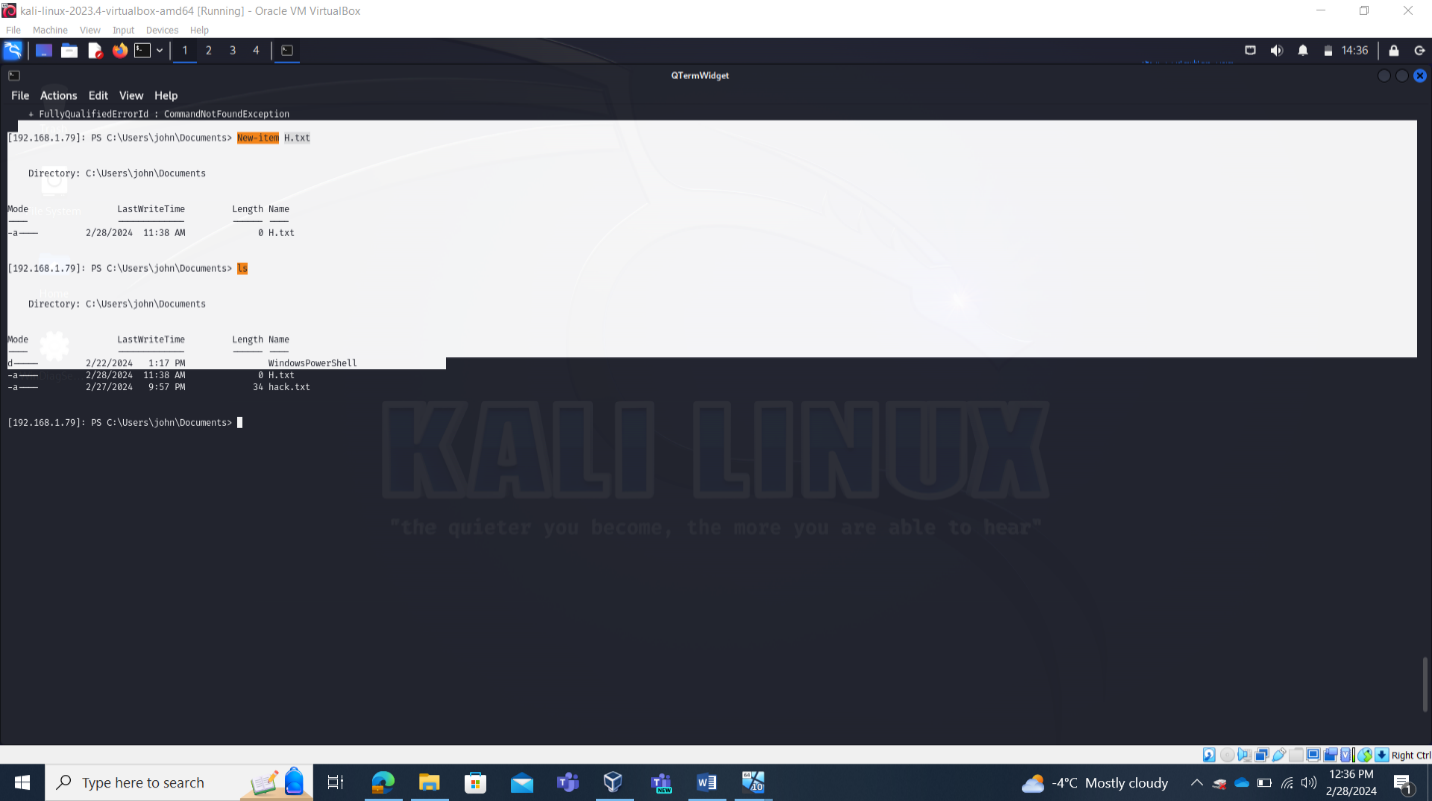 kali-linux-2023.4-virtualbox-amd64 [Running] - Oracle VM VirtualBox
File Machine View Input Devices Help
1 2 3 4
14:36
QTermWidget
File Actions Edit View Help
+ FullyQualifiedErrorId : CommandNotFoundException
[192.168.1.79]: PS C:\Users\john\Documents> New-item H.txt
Directory: C:\Users\john\Documents
Mode LastWriteTime Length Name
---- ------------- ------ ----
-a---- 2/28/2024 11:38 AM 0 H.txt
[192.168.1.79]: PS C:\Users\john\Documents> ls
Directory: C:\Users\john\Documents
Mode LastWriteTime Length Name
---- ------------- ------ ----
d----- 2/22/2024 1:17 PM WindowsPowerShell
-a---- 2/28/2024 11:38 AM 0 H.txt
-a---- 2/27/2024 9:57 PM 34 hack.txt
[192.168.1.79]: PS C:\Users\john\Documents>
KALI LINUX
"the quieter you become, the more you are able to hear"
Right Ctrl
Type here to search
NEW
-4°C Mostly cloudy
12:36 PM
2/28/2024
1